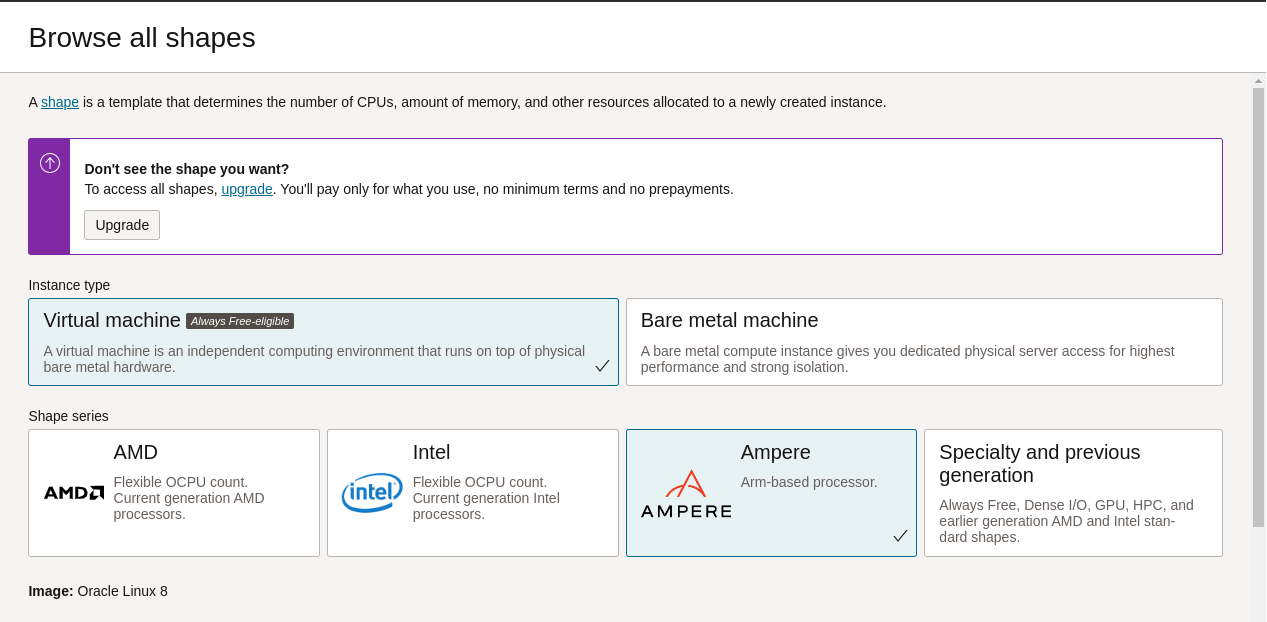 Browse all shapes
A shape is a template that determines the number of CPUs, amount of memory, and other resources allocated to a newly created instance.
Don't see the shape you want?
To access all shapes, upgrade. You'll pay only for what you use, no minimum terms and no prepayments.
Upgrade
Instance type
Virtual machine Always Free-eligible
A virtual machine is an independent computing environment that runs on top of physical
bare metal hardware.
Bare metal machine
A bare metal compute instance gives you dedicated physical server access for highest
performance and strong isolation.
Shape series
AMD
AMD
Flexible OCPU count.
Current generation AMD
processors.
intel
Intel
Flexible OCPU count.
Current generation Intel
processors.
AMPERE
Ampere
Arm-based processor.
Specialty and previous
generation
Always Free, Dense I/O, GPU, HPC, and
earlier generation AMD and Intel stan-
dard shapes.
Image: Oracle Linux 8